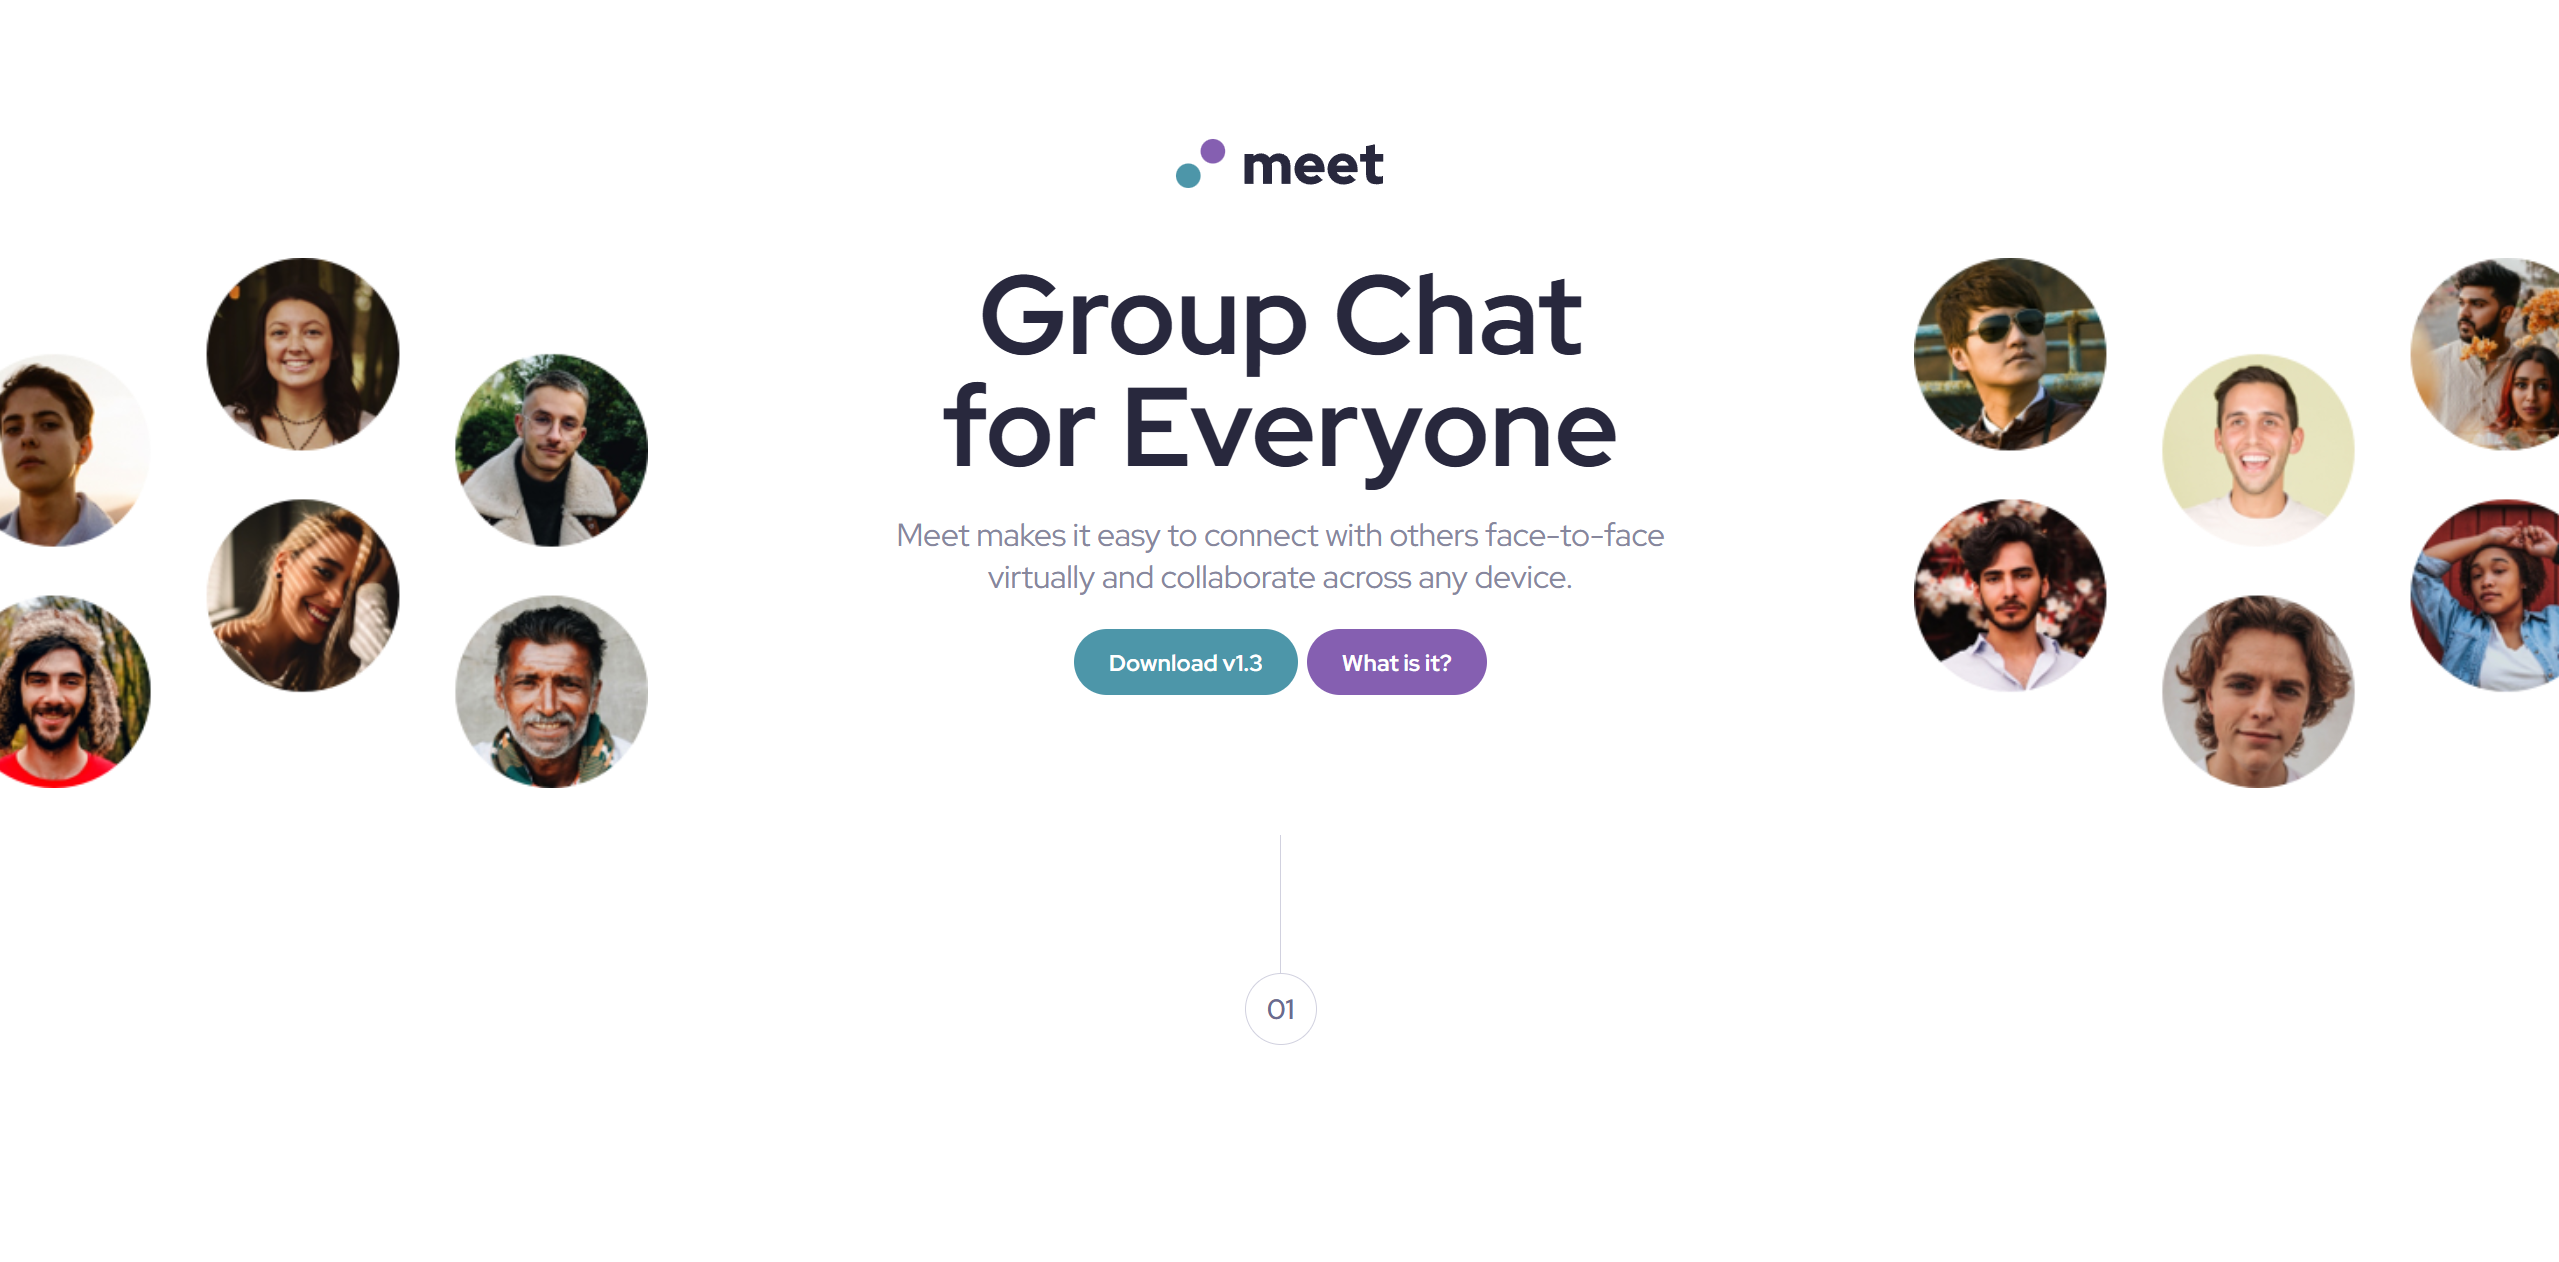 meet
Group Chat
for Everyone
Meet makes it easy to connect with others face-to-face
virtually and collaborate across any device.
Download v1.3
What is it?
01